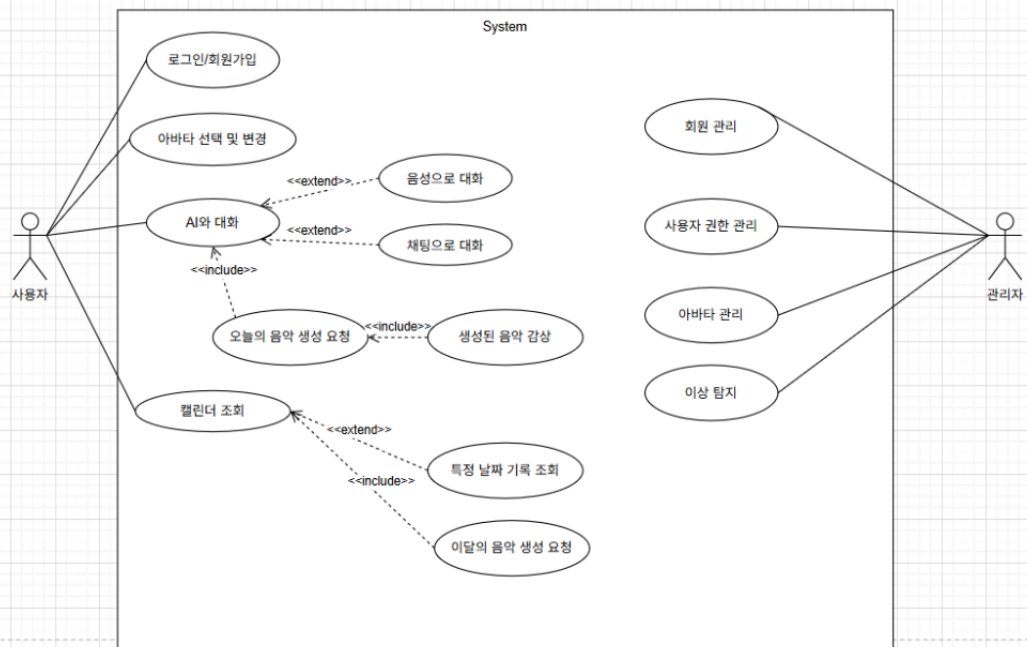 System
로그인/회원가입
아바타 선택 및 변경
AI와 대화
<<extend>>
음성으로 대화
<<extend>>
채팅으로 대화
<<include>>
오늘의 음악 생성 요청
<<include>>
생성된 음악 감상
캘린더 조회
<<extend>>
특정 날짜 기록 조회
<<include>>
이달의 음악 생성 요청
사용자
회원 관리
사용자 권한 관리
아바타 관리
이상 탐지
관리자